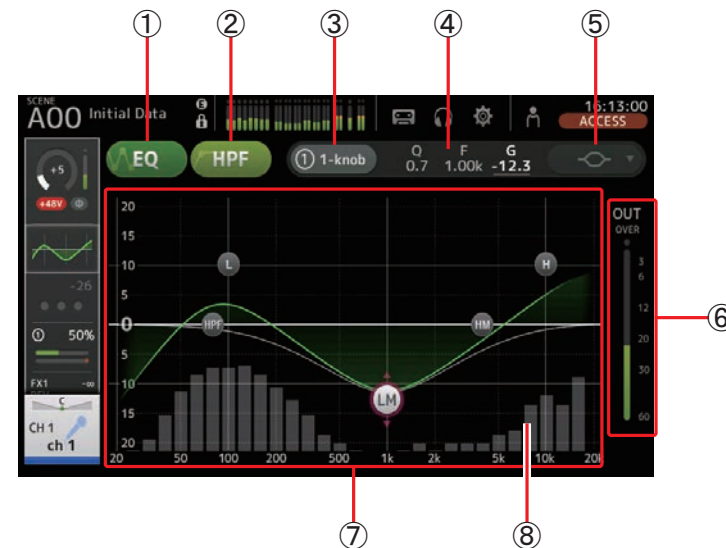 ① ② ③ ④ ⑤
SCENE
A00 Initial Data
E
16:13:00
ACCESS
+5
+48V Φ
EQ
HPF
① 1-knob
Q F G
0.7 1.00k -12.3
-26
① 50%
FX1 -∞
C
CH 1
ch 1
20
15
10
5
0
5
10
15
20
L
H
HPF
HM
LM
20 50 100 200 500 1k 2k 5k 10k 20k
OUT
OVER
3
6
12
20
30
60
⑥
⑦ ⑧